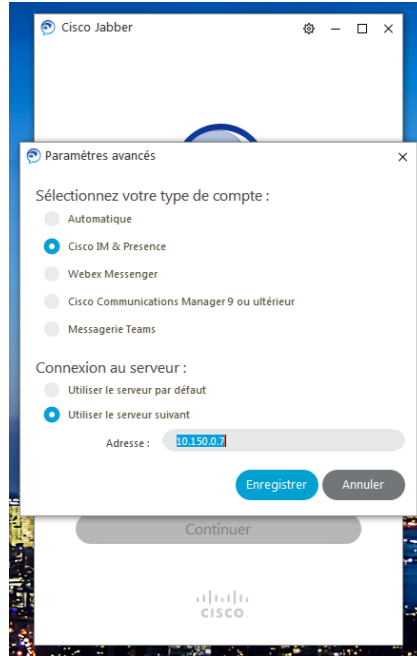 Cisco Jabber
Paramètres avancés
Sélectionnez votre type de compte :
Automatique
Cisco IM & Presence
Webex Messenger
Cisco Communications Manager 9 ou ultérieur
Messagerie Teams
Connexion au serveur :
Utiliser le serveur par défaut
Utiliser le serveur suivant
Adresse : 10.150.0.7
Enregistrer Annuler
Continuer
CISCO